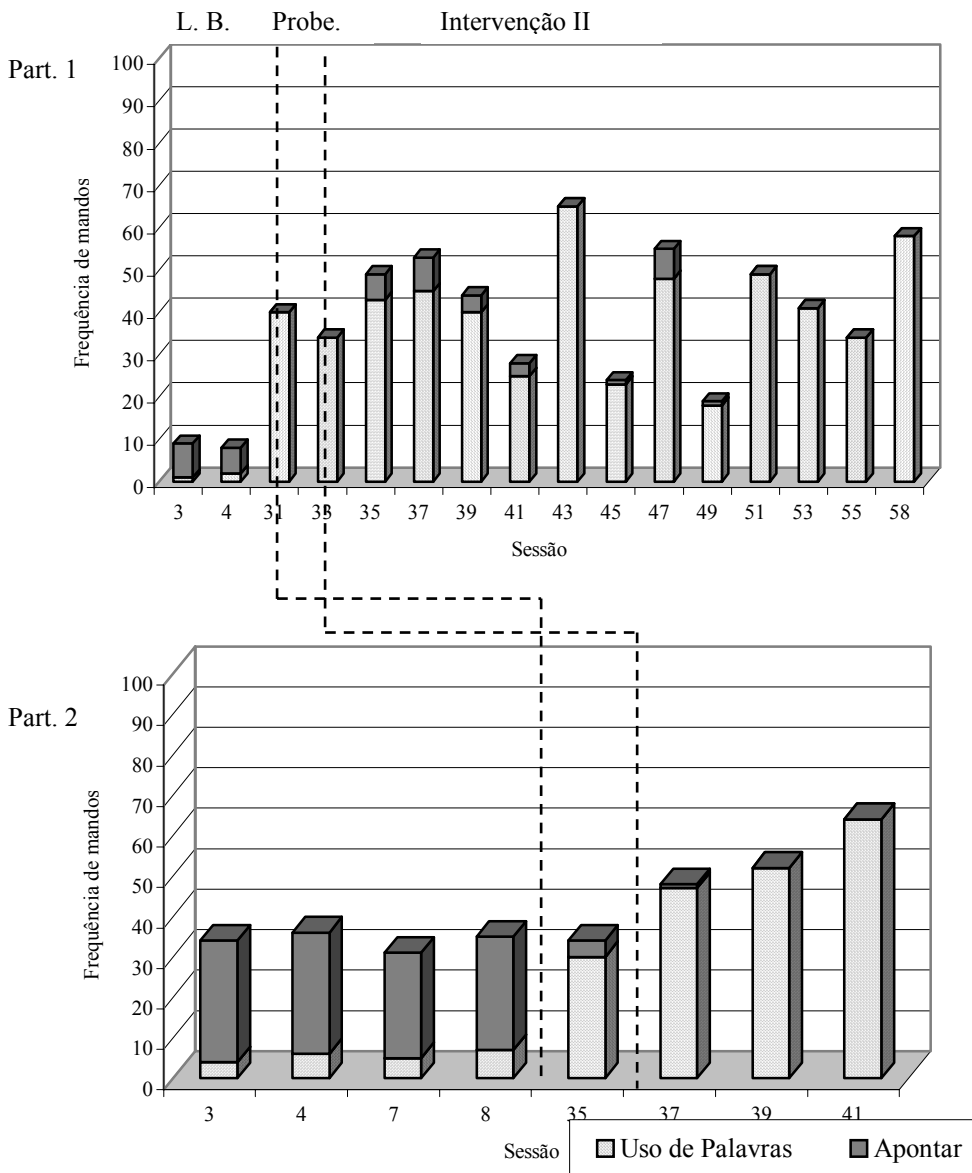 L. B. Probe. Intervenção II
Part. 1
100
90
80
70
60
50
40
30
20
10
0
Frequência de mandos
3 4 31 33 35 37 39 41 43 45 47 49 51 53 55 58
Sessão
Part. 2
100
90
80
70
60
50
40
30
20
10
0
Frequência de mandos
3 4 7 8 35 37 39 41
Sessão
Uso de Palavras Apontar